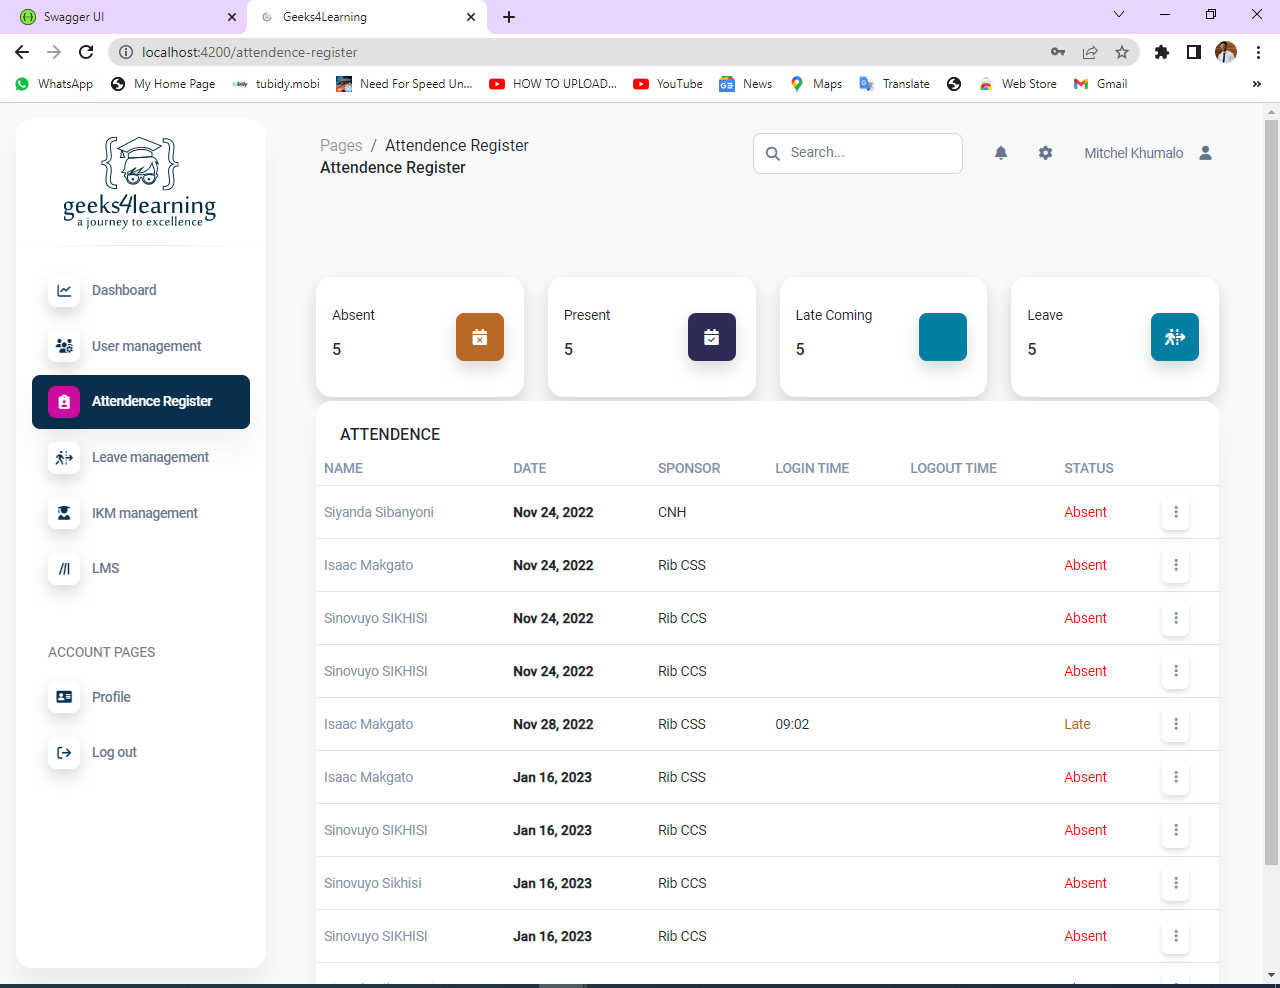 Swagger UI
Geeks4Learning
localhost:4200/attendence-register
WhatsApp
My Home Page
tubidy.mobi
Need For Speed Un...
HOW TO UPLOAD...
YouTube
News
Maps
Translate
Web Store
Gmail
»
geeks4learning
a journey to excellence
Dashboard
User management
Attendence Register
Leave management
IKM management
LMS
ACCOUNT PAGES
Profile
Log out
Pages / Attendence Register
Attendence Register
Search...
Mitchel Khumalo
Absent
5
Present
5
Late Coming
5
Leave
5
ATTENDENCE
NAME DATE SPONSOR LOGIN TIME LOGOUT TIME STATUS
Siyanda Sibanyoni Nov 24, 2022 CNH Absent
Isaac Makgato Nov 24, 2022 Rib CSS Absent
Sinovuyo SIKHISI Nov 24, 2022 Rib CCS Absent
Sinovuyo SIKHISI Nov 24, 2022 Rib CCS Absent
Isaac Makgato Nov 28, 2022 Rib CSS 09:02 Late
Isaac Makgato Jan 16, 2023 Rib CSS Absent
Sinovuyo SIKHISI Jan 16, 2023 Rib CCS Absent
Sinovuyo Sikhisi Jan 16, 2023 Rib CCS Absent
Sinovuyo SIKHISI Jan 16, 2023 Rib CCS Absent